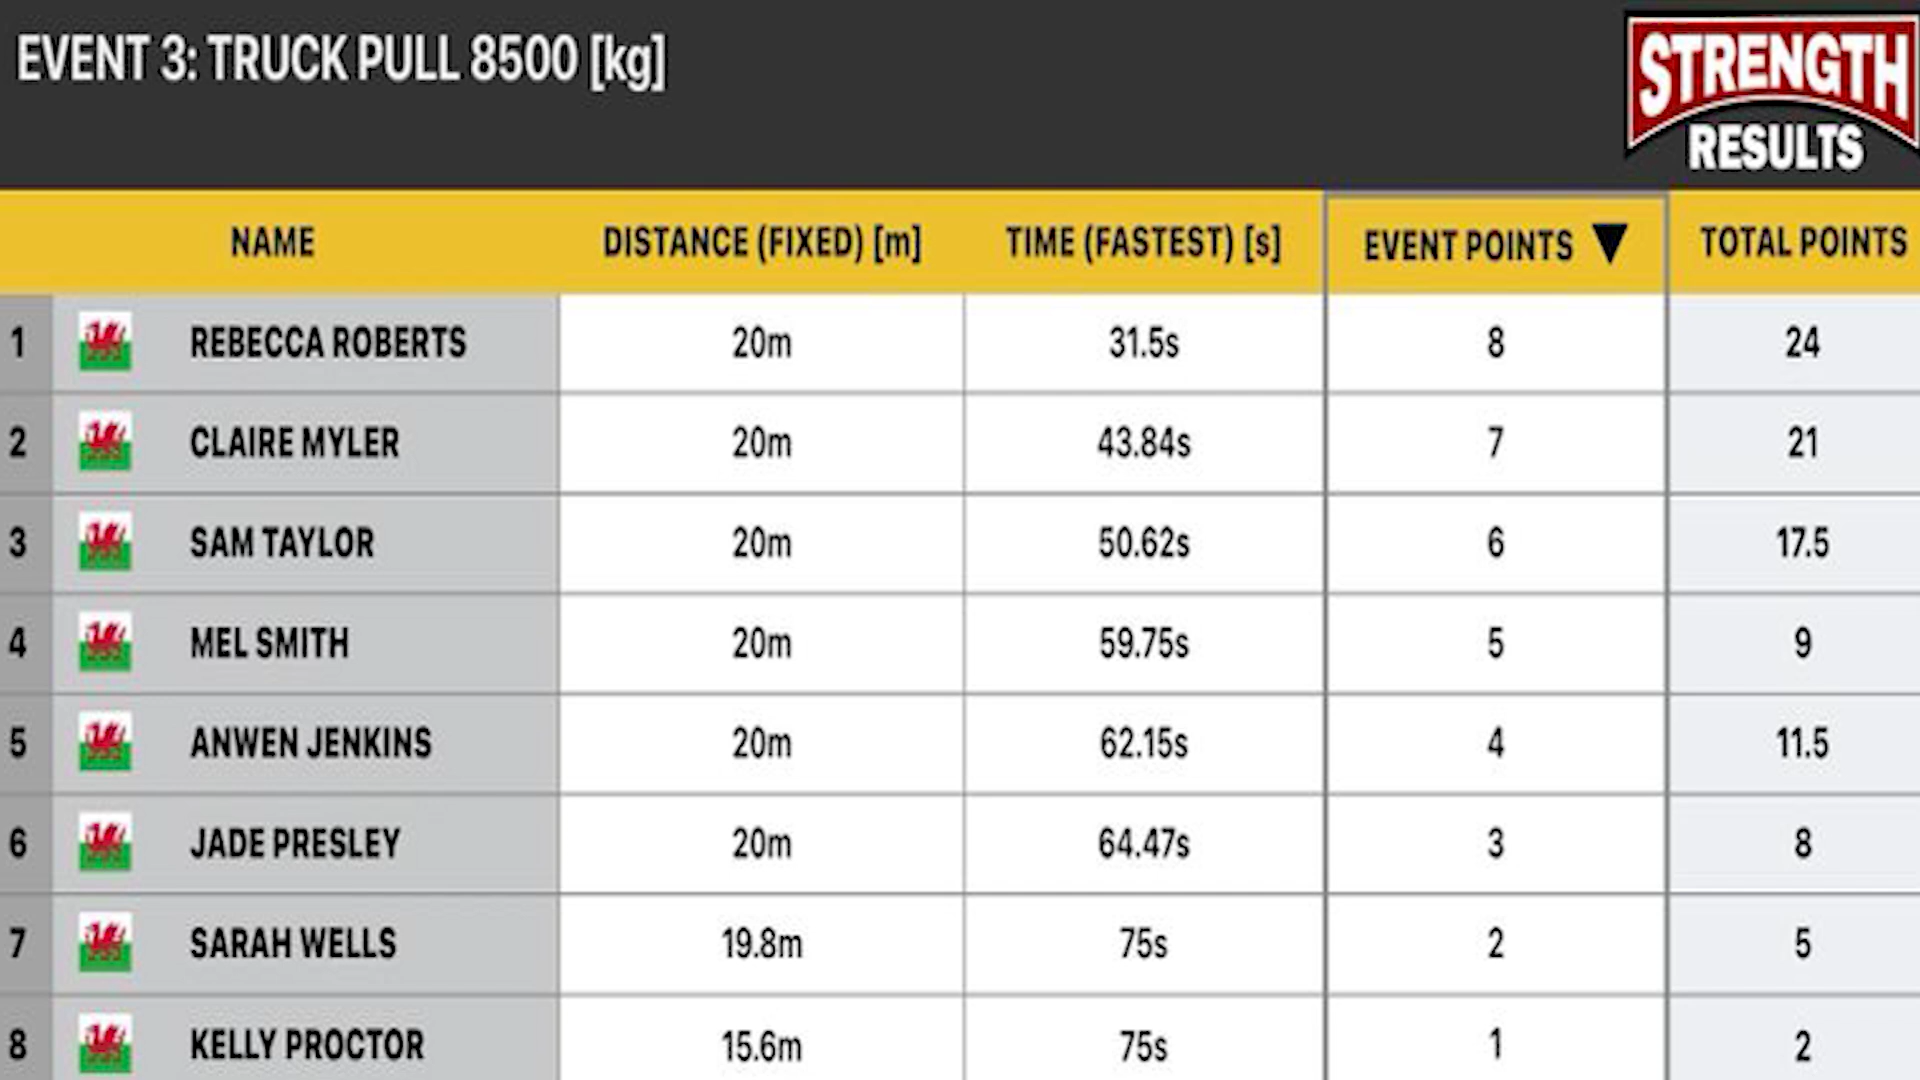 EVENT 3: TRUCK PULL 8500 [kg]
STRENGTH
RESULTS
NAME DISTANCE (FIXED) [m] TIME (FASTEST) [s] EVENT POINTS ▼ TOTAL POINTS
1 REBECCA ROBERTS 20m 31.5s 8 24
2 CLAIRE MYLER 20m 43.84s 7 21
3 SAM TAYLOR 20m 50.62s 6 17.5
4 MEL SMITH 20m 59.75s 5 9
5 ANWEN JENKINS 20m 62.15s 4 11.5
6 JADE PRESLEY 20m 64.47s 3 8
7 SARAH WELLS 19.8m 75s 2 5
8 KELLY PROCTOR 15.6m 75s 1 2